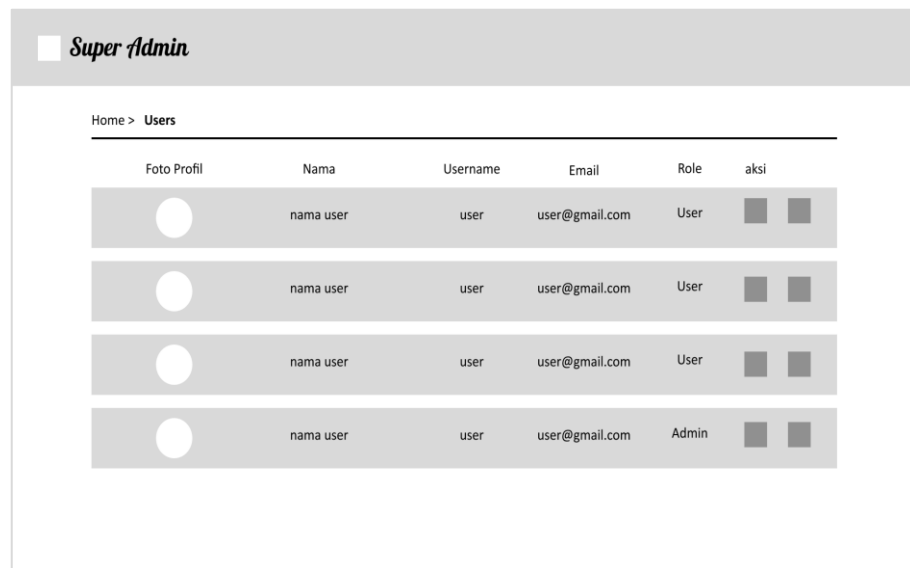 Super Admin
Home > Users
Foto Profil Nama Username Email Role aksi
nama user user user@gmail.com User
nama user user user@gmail.com User
nama user user user@gmail.com User
nama user user user@gmail.com Admin